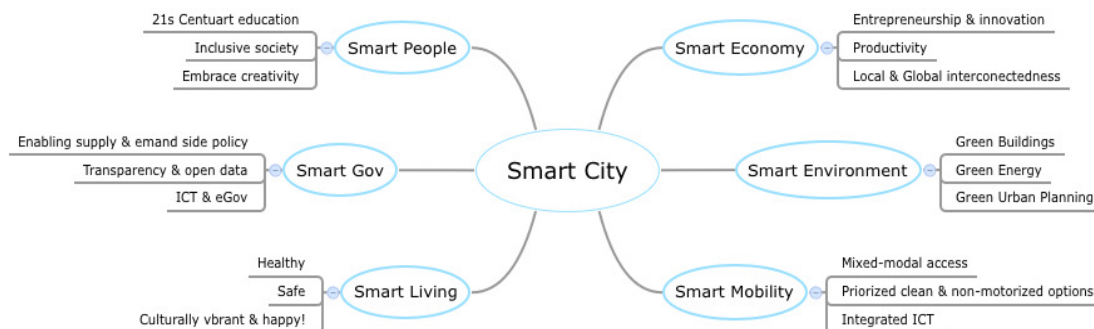 21s Centuart education
Inclusive society
Embrace creativity
Smart People
Enabling supply & emand side policy
Transparency & open data
ICT & eGov
Smart Gov
Healthy
Safe
Culturally vbrant & happy!
Smart Living
Smart City
Smart Economy
Entrepreneurship & innovation
Productivity
Local & Global interconectedness
Smart Environment
Green Buildings
Green Energy
Green Urban Planning
Smart Mobility
Mixed-modal access
Priorized clean & non-motorized options
Integrated ICT